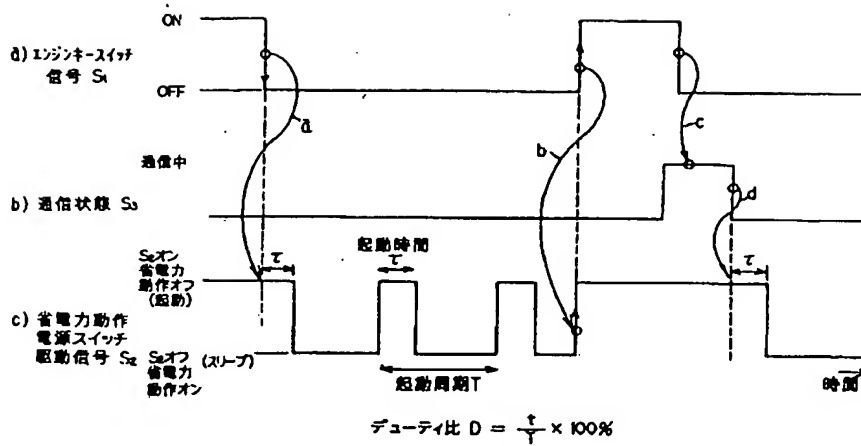 ON
a) エンジンキースイッチ
信号 S₁
OFF
a
b
c
通信中
d
b) 通信状態 S₃
起動時間
τ
τ
τ
S₂オン
省電力
動作オフ
(起動)
c) 省電力動作
電源スイッチ
駆動信号 S₂
S₂オフ (スリープ)
省電力
動作オン
起動周期T
時間
デューティ比 D = τ/T × 100%